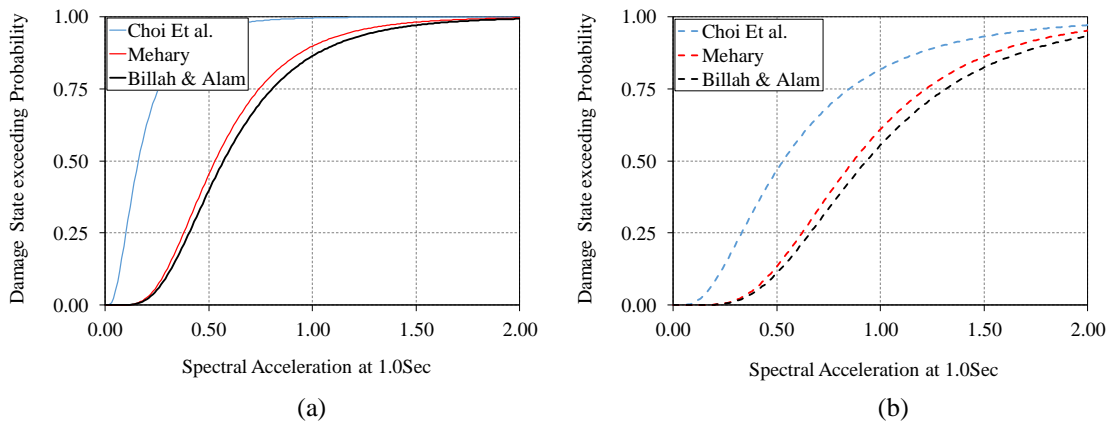 1.00
0.75
0.50
0.25
0.00
Damage State exceeding Probability
Choi Et al.
Mehary
Billah & Alam
0.00 0.50 1.00 1.50 2.00
Spectral Acceleration at 1.0Sec
(a)
1.00
0.75
0.50
0.25
0.00
Damage State exceeding Probability
Choi Et al.
Mehary
Billah & Alam
0.00 0.50 1.00 1.50 2.00
Spectral Acceleration at 1.0Sec
(b)